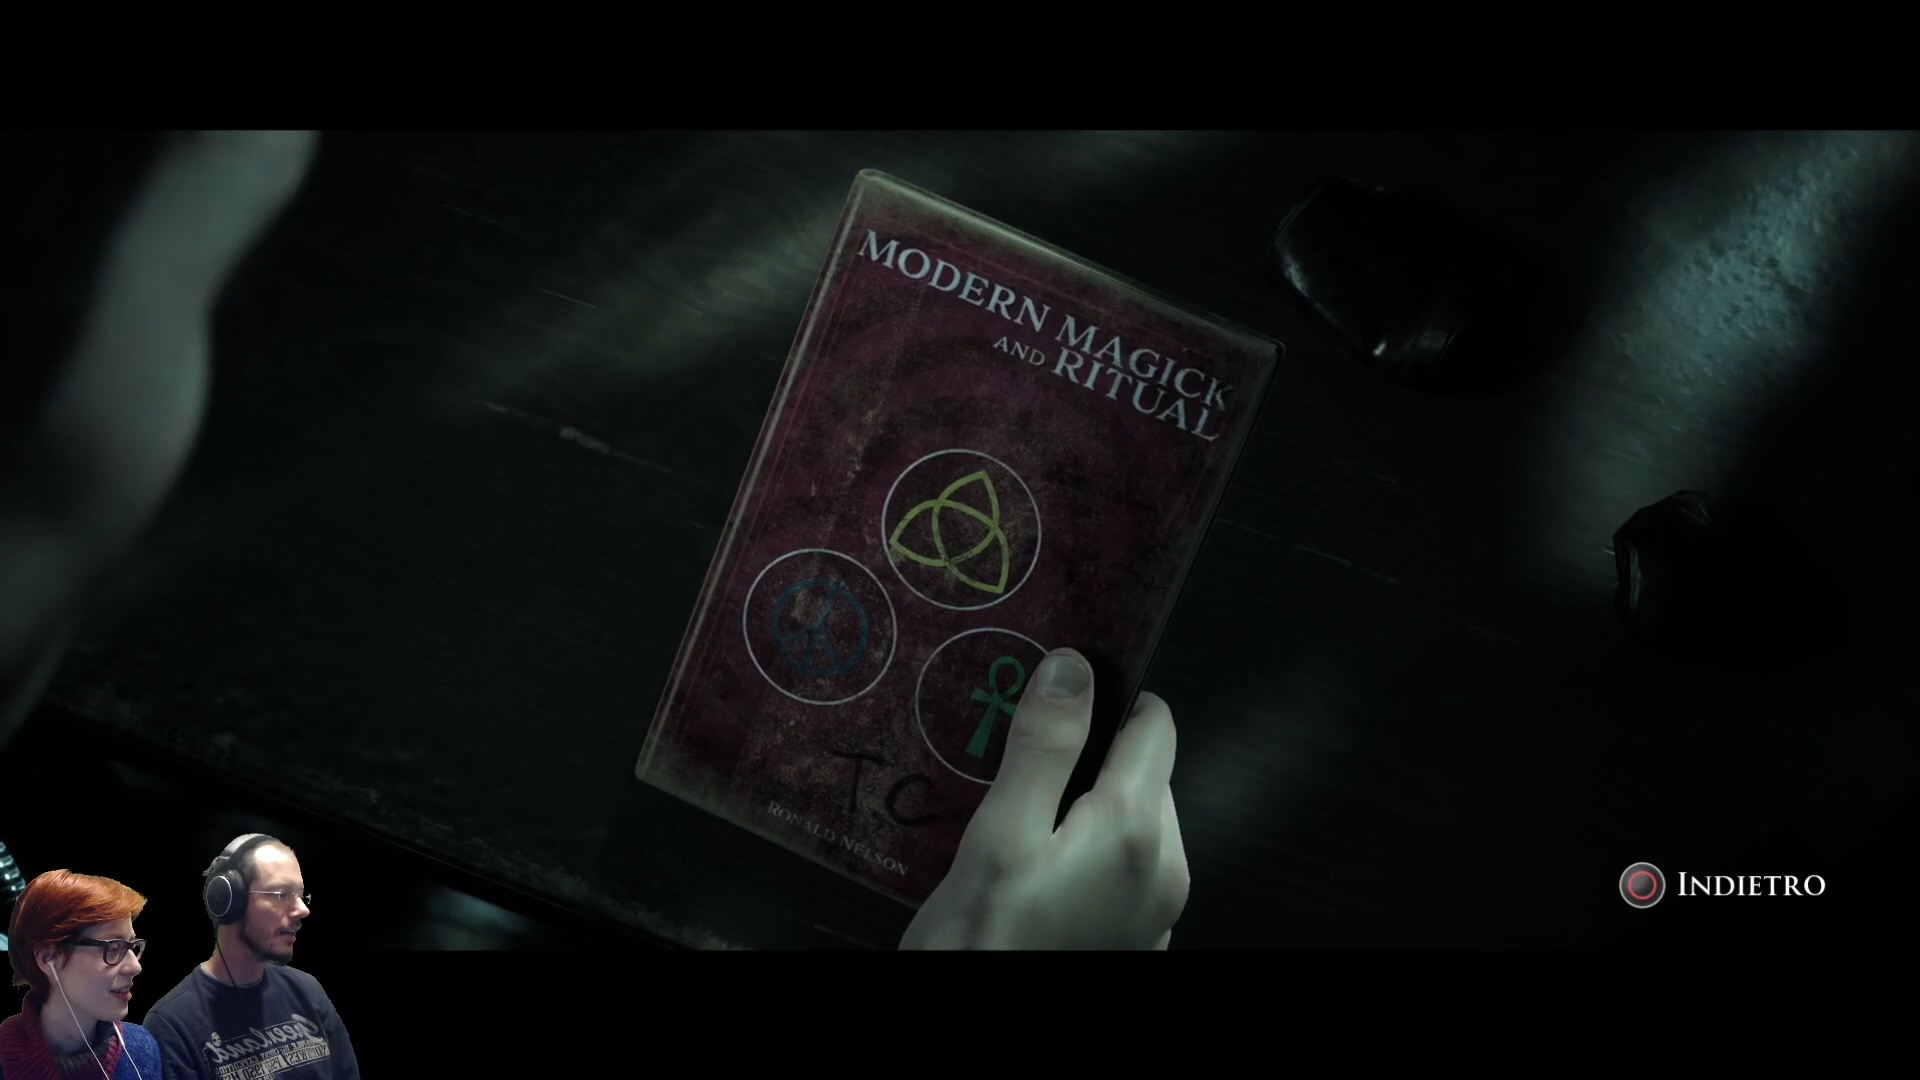 MODERN MAGICK
AND RITUAL
TC
RONALD NELSON
INDIETRO